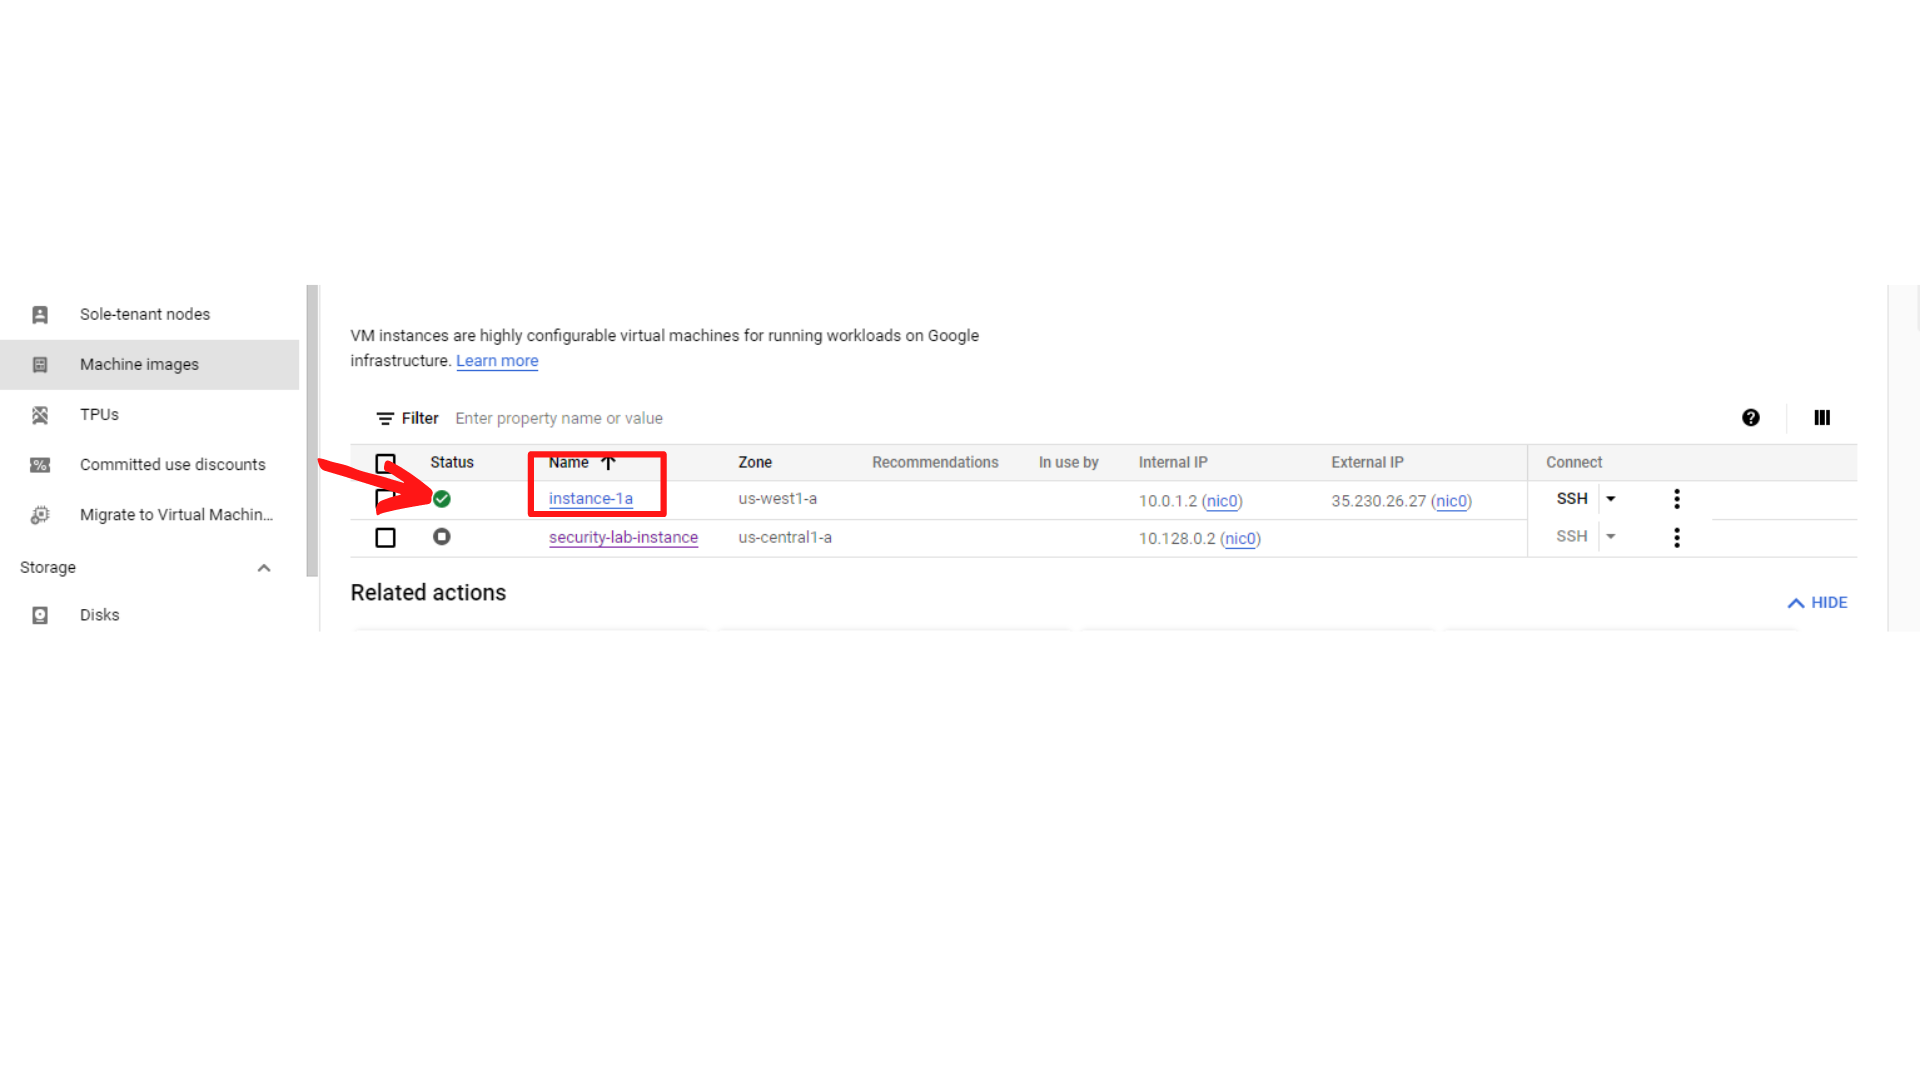 Sole-tenant nodes
Machine images
TPUs
Committed use discounts
Migrate to Virtual Machin...
Storage
Disks
VM instances are highly configurable virtual machines for running workloads on Google
infrastructure. Learn more
Filter Enter property name or value
Status Name Zone Recommendations In use by Internal IP External IP Connect
instance-1a us-west1-a 10.0.1.2 (nic0) 35.230.26.27 (nic0) SSH
security-lab-instance us-central1-a 10.128.0.2 (nic0) SSH
Related actions
HIDE